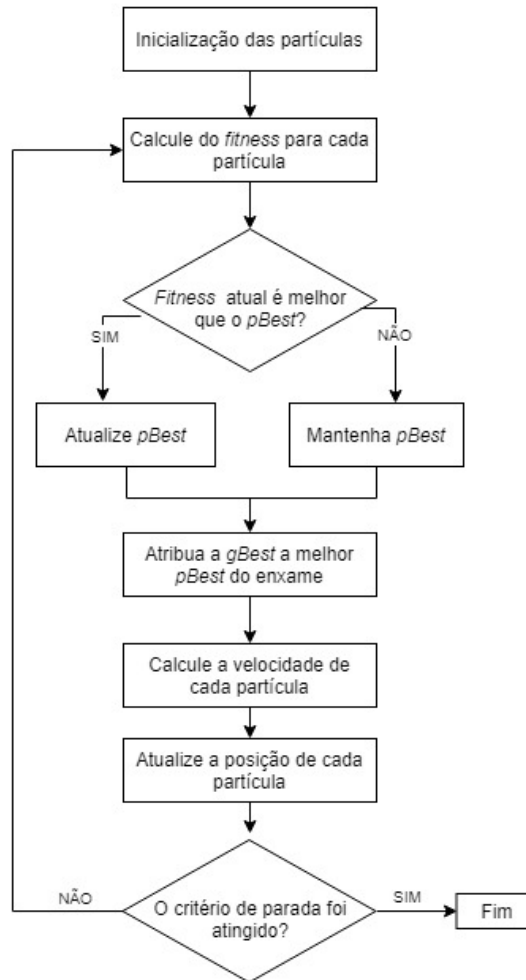 Inicialização das partículas
Calcule do fitness para cada
partícula
Fitness atual é melhor
que o pBest?
SIM
NÃO
Atualize pBest
Mantenha pBest
Atribua a gBest a melhor
pBest do enxame
Calcule a velocidade de
cada partícula
Atualize a posição de cada
partícula
NÃO
O critério de parada foi
atingido?
SIM
Fim